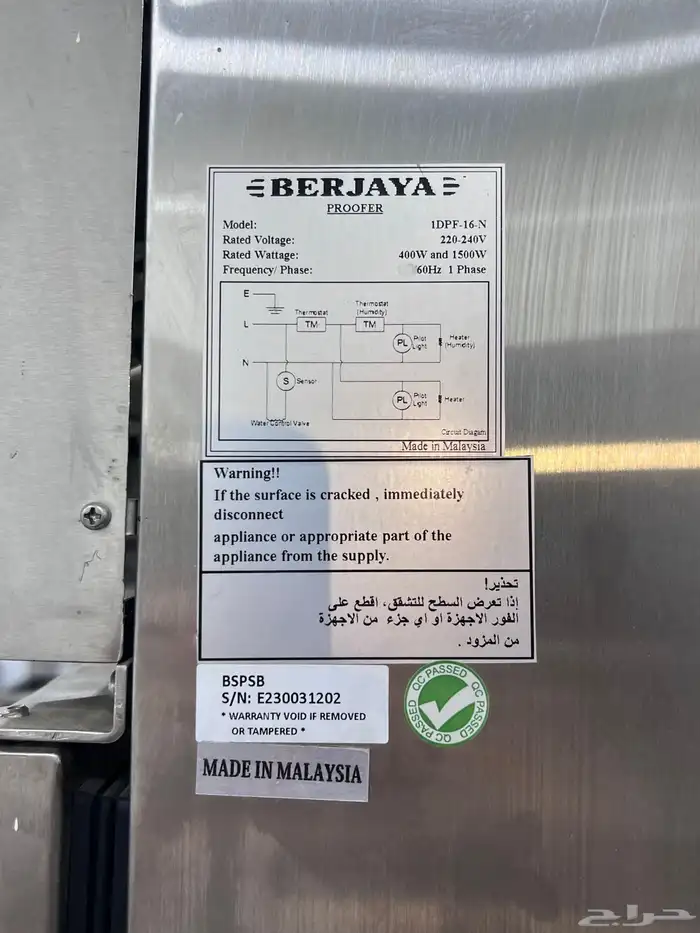 BERJAYA
PROOFER
Model: 1DPF-16-N
Rated Voltage: 220-240V
Rated Wattage: 400W and 1500W
Frequency/ Phase: /60Hz 1 Phase
E
Thermostat
Thermostat (Humidity)
L
TM
TM
PL
Pilot Light
Heater (Humidity)
N
S
Sensor
PL
Pilot Light
Heater
Water Control Valve
Circuit Diagam
Made in Malaysia
Warning!!
If the surface is cracked , immediately
disconnect
appliance or appropriate part of the
appliance from the supply.
تحذير!
إذا تعرض السطح للتشقق، اقطع على
الفور الاجهزة او اي جزء من الاجهزة
من المزود .
BSPSB
S/N: E230031202
* WARRANTY VOID IF REMOVED
OR TAMPERED *
QC PASSED QC PASSED QC PASSED
MADE IN MALAYSIA
حراج